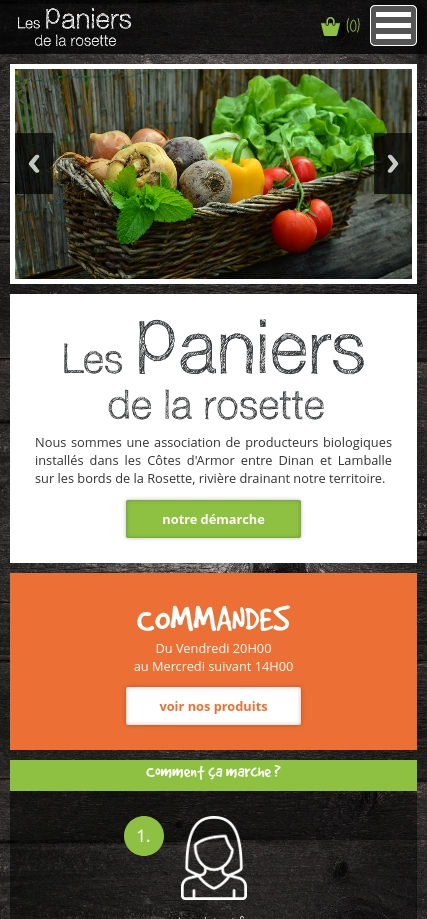 Les Paniers
de la rosette
(0)
Les Paniers
de la rosette
Nous sommes une association de producteurs biologiques
installés dans les Côtes d'Armor entre Dinan et Lamballe
sur les bords de la Rosette, rivière drainant notre territoire.
notre démarche
COMMANDES
Du Vendredi 20H00
au Mercredi suivant 14H00
voir nos produits
Comment ça marche ?
1.